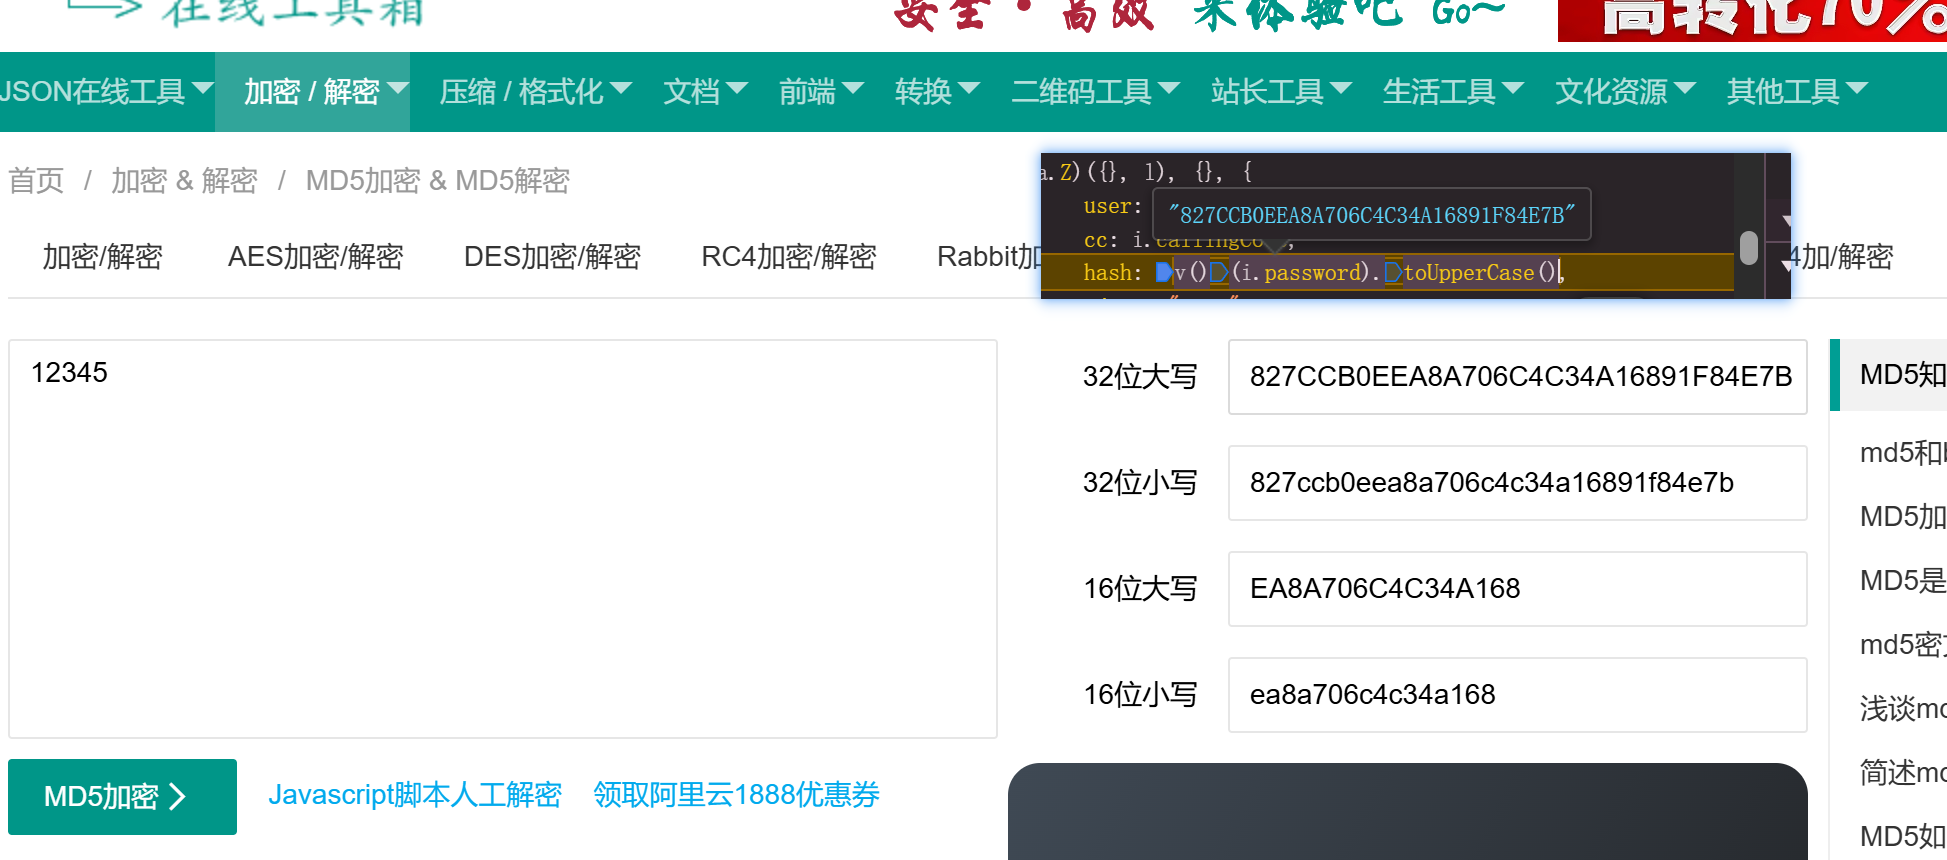 在线工具箱
安全·高效 来体验吧 Go~
高转化70%
JSON在线工具 加密 / 解密 压缩 / 格式化 文档 前端 转换 二维码工具 站长工具 生活工具 文化资源 其他工具
首页 / 加密 & 解密 / MD5加密 & MD5解密
a.Z)({}, l), {}, {
user: "827CCB0EEA8A706C4C34A16891F84E7B"
cc: i.callingCo
hash: v()(i.password).toUpperCase(),
加密/解密 AES加密/解密 DES加密/解密 RC4加密/解密 Rabbit加 4加/解密
12345
32位大写 827CCB0EEA8A706C4C34A16891F84E7B
32位小写 827ccb0eea8a706c4c34a16891f84e7b
16位大写 EA8A706C4C34A168
16位小写 ea8a706c4c34a168
MD5加密 Javascript脚本人工解密 领取阿里云1888优惠券
MD5知
md5和
MD5加
MD5是
md5密
浅谈md
简述md
MD5如